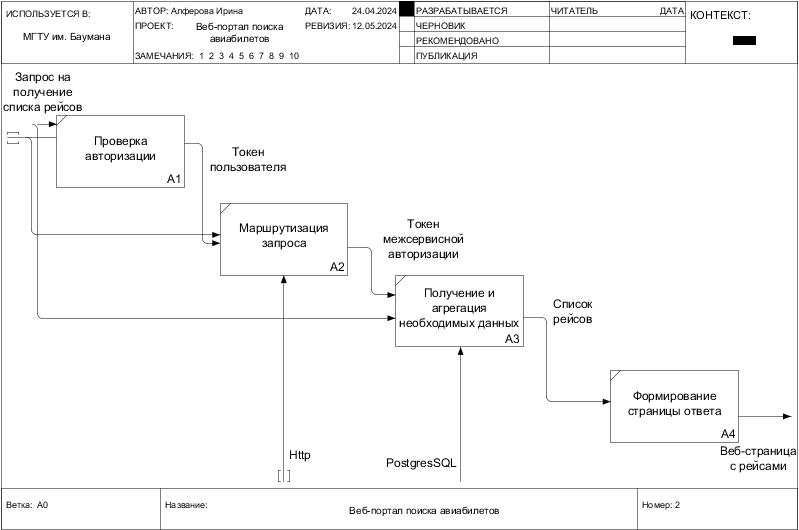 ИСПОЛЬЗУЕТСЯ В:
МГТУ им. Баумана
АВТОР: Алферова Ирина
ДАТА: 24.04.2024
ПРОЕКТ: Веб-портал поиска
авиабилетов
РЕВИЗИЯ: 12.05.2024
ЗАМЕЧАНИЯ: 1 2 3 4 5 6 7 8 9 10
РАЗРАБАТЫВАЕТСЯ
ЧЕРНОВИК
РЕКОМЕНДОВАНО
ПУБЛИКАЦИЯ
ЧИТАТЕЛЬ
ДАТА
КОНТЕКСТ:
Запрос на
получение
списка рейсов
Проверка
авторизации
A1
Токен
пользователя
Маршрутизация
запроса
A2
Токен
межсервисной
авторизации
Получение и
агрегация
необходимых данных
A3
Список
рейсов
Формирование
страницы ответа
A4
Веб-страница
с рейсами
Http
PostgresSQL
Ветка: A0
Название:
Веб-портал поиска авиабилетов
Номер: 2